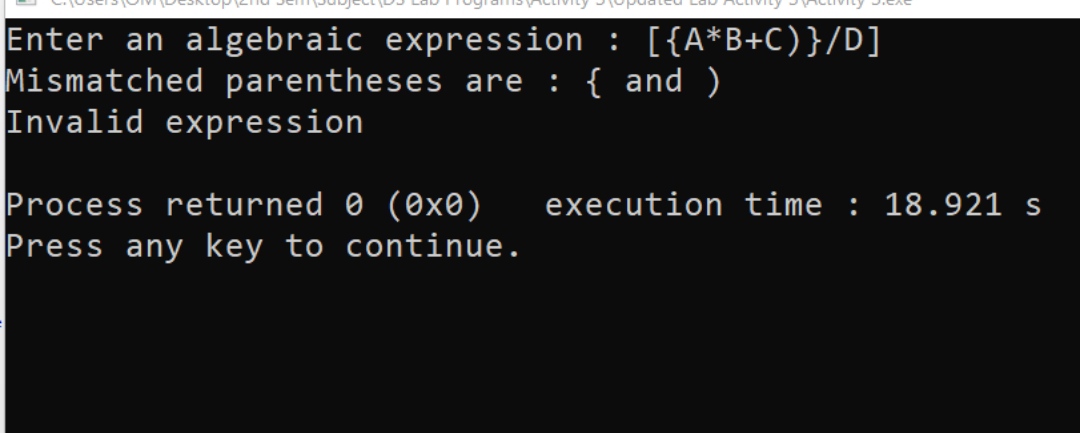 C:\Users\OM\Desktop\2nd Sem\Subject\DS Lab Programs\Activity 5\Updated Lab Activity 5\Activity 5.exe
Enter an algebraic expression : [{A*B+C)}/D]
Mismatched parentheses are : { and )
Invalid expression
Process returned 0 (0x0)   execution time : 18.921 s
Press any key to continue.